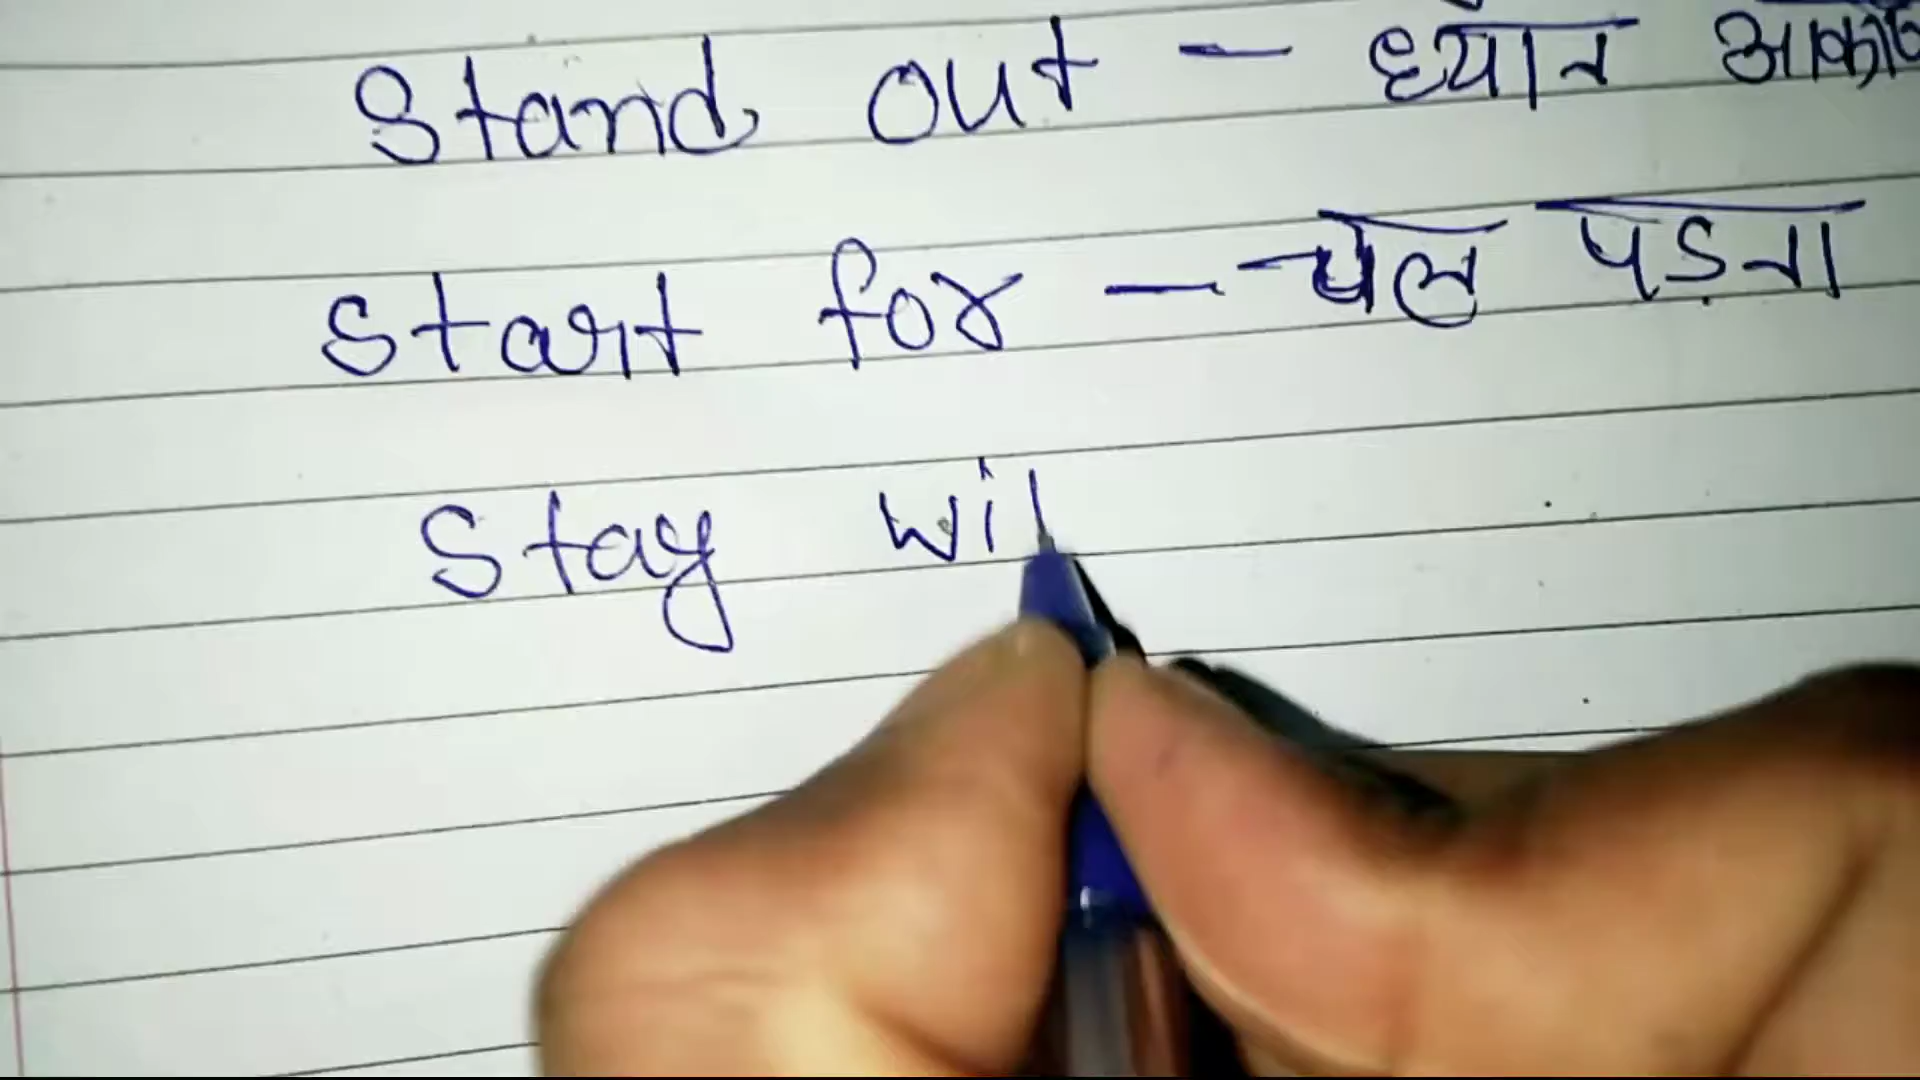 Stand out – ध्यान
Start for – चल पड़ना
Stay wi